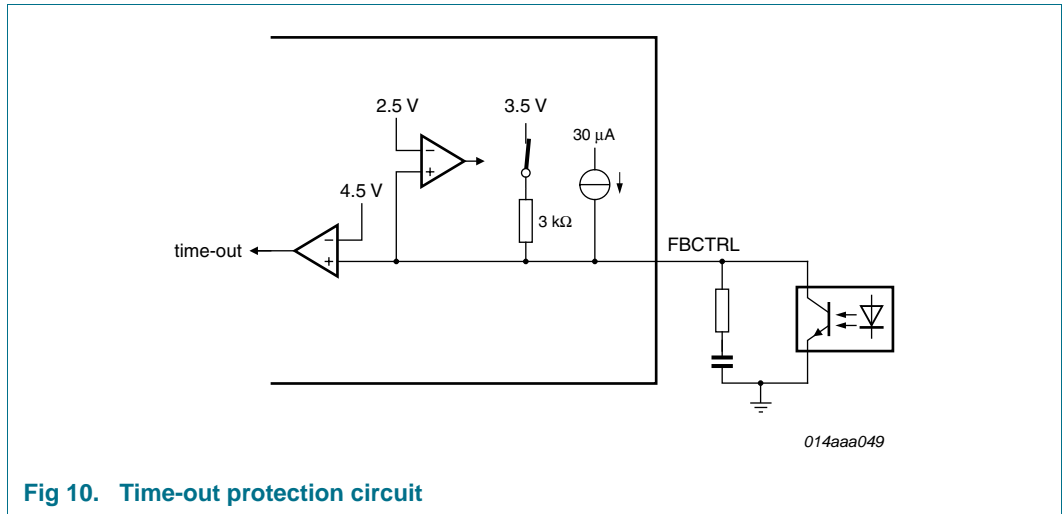 2.5 V
3.5 V
30 μA
4.5 V
3 kΩ
FBCTRL
time-out
−
+
−
+
014aaa049
Fig 10. Time-out protection circuit